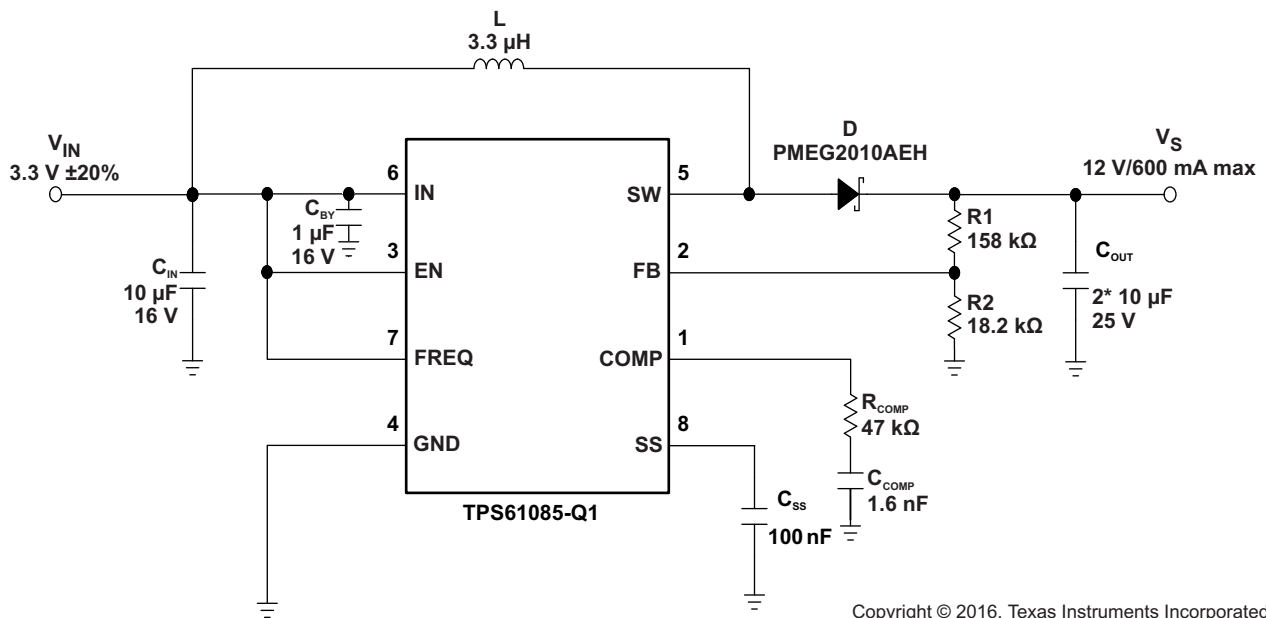 L
3.3 µH
V_IN
3.3 V ±20%
D
PMEG2010AEH
V_S
12 V/600 mA max
6
IN
5
SW
C_BY
1 µF
16 V
R1
158 kΩ
3
EN
2
FB
C_IN
10 µF
16 V
C_OUT
2* 10 µF
25 V
R2
18.2 kΩ
7
FREQ
1
COMP
R_COMP
47 kΩ
4
GND
8
SS
C_COMP
1.6 nF
C_SS
100 nF
TPS61085-Q1
Copyright © 2016, Texas Instruments Incorporated